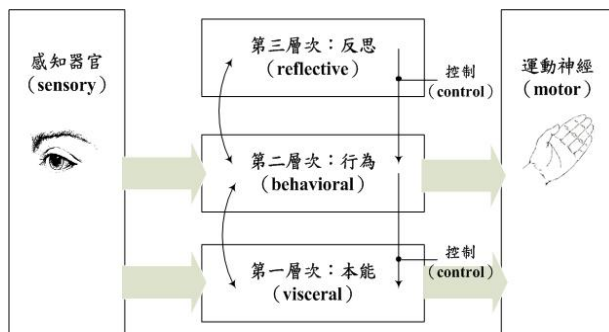 感知器官
(sensory)
第三層次：反思
(reflective)
控制
(control)
第二層次：行為
(behavioral)
控制
(control)
第一層次：本能
(visceral)
運動神經
(motor)